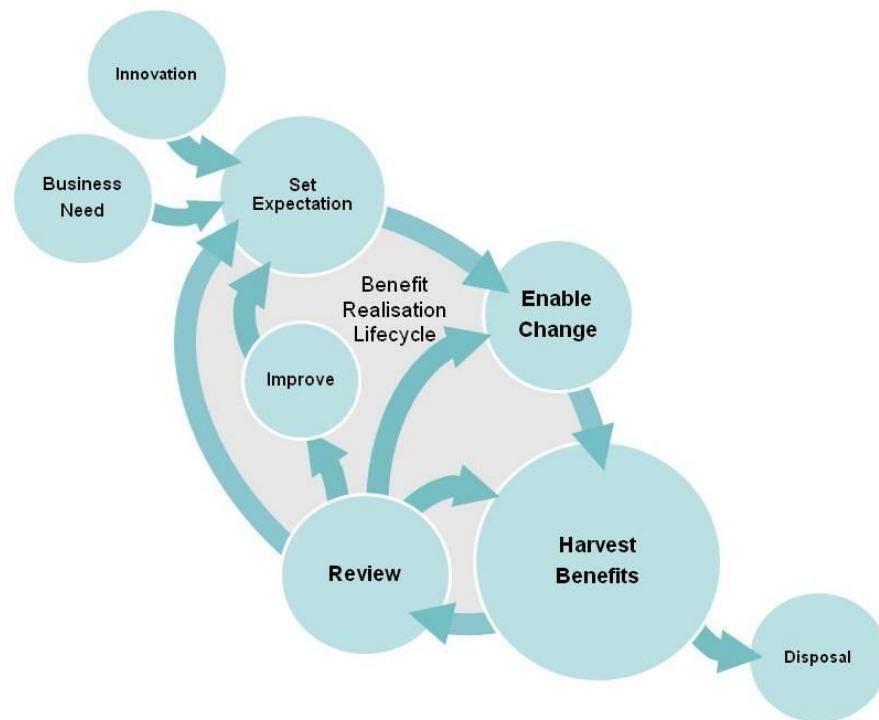 Innovation
Business
Need
Set
Expectation
Benefit
Realisation
Lifecycle
Enable
Change
Improve
Review
Harvest
Benefits
Disposal